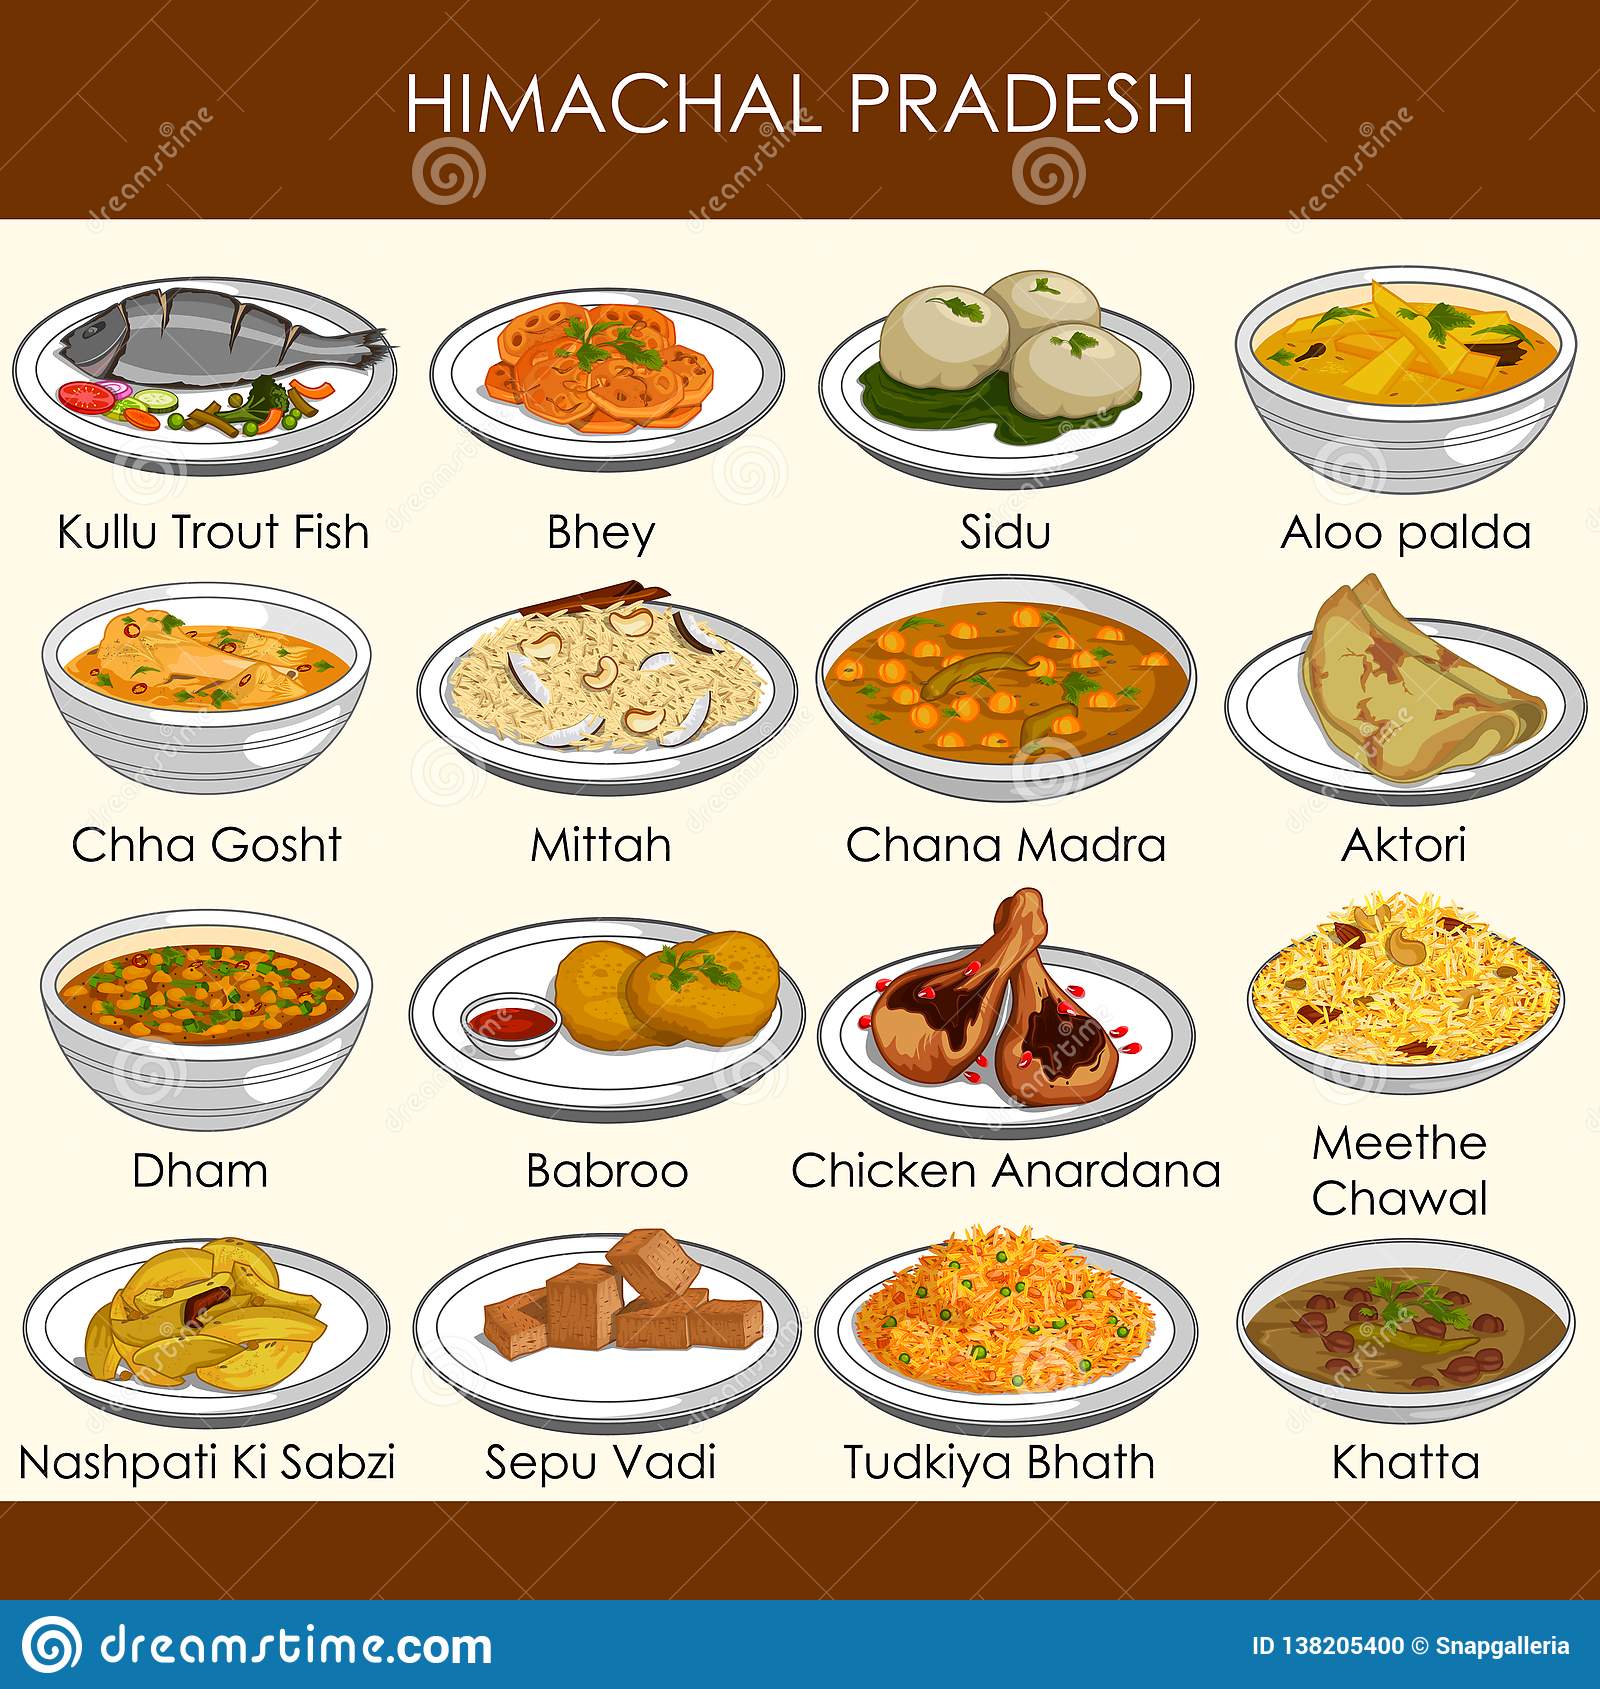 HIMACHAL PRADESH
Kullu Trout Fish
Bhey
Sidu
Aloo palda
Chha Gosht
Mittah
Chana Madra
Aktori
Dham
Babroo
Chicken Anardana
Meethe
Chawal
Nashpati Ki Sabzi
Sepu Vadi
Tudkiya Bhath
Khatta
dreamstime.com
ID 138205400 © Snapgalleria